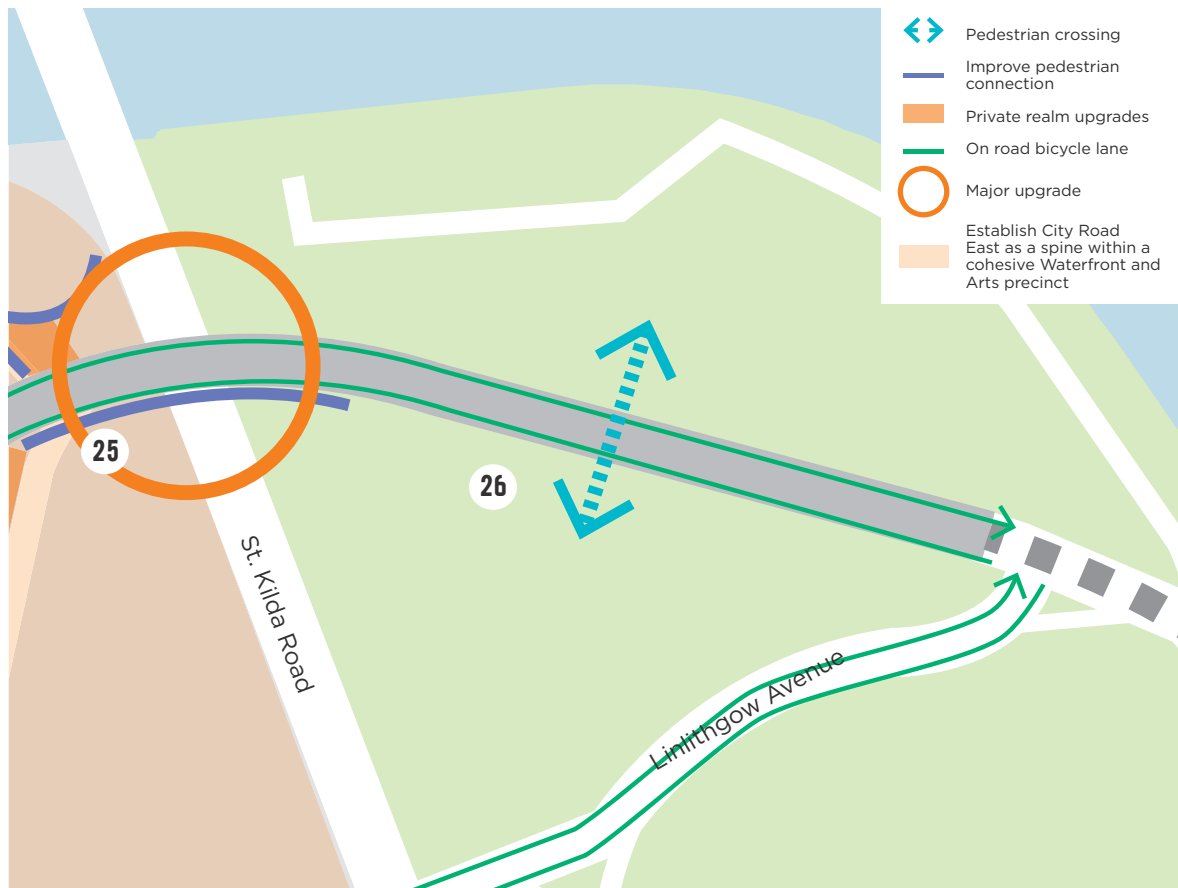 Pedestrian crossing
Improve pedestrian
connection
Private realm upgrades
On road bicycle lane
Major upgrade
Establish City Road
East as a spine within a
cohesive Waterfront and
Arts precinct
25
26
St. Kilda Road
Linlithgow Avenue